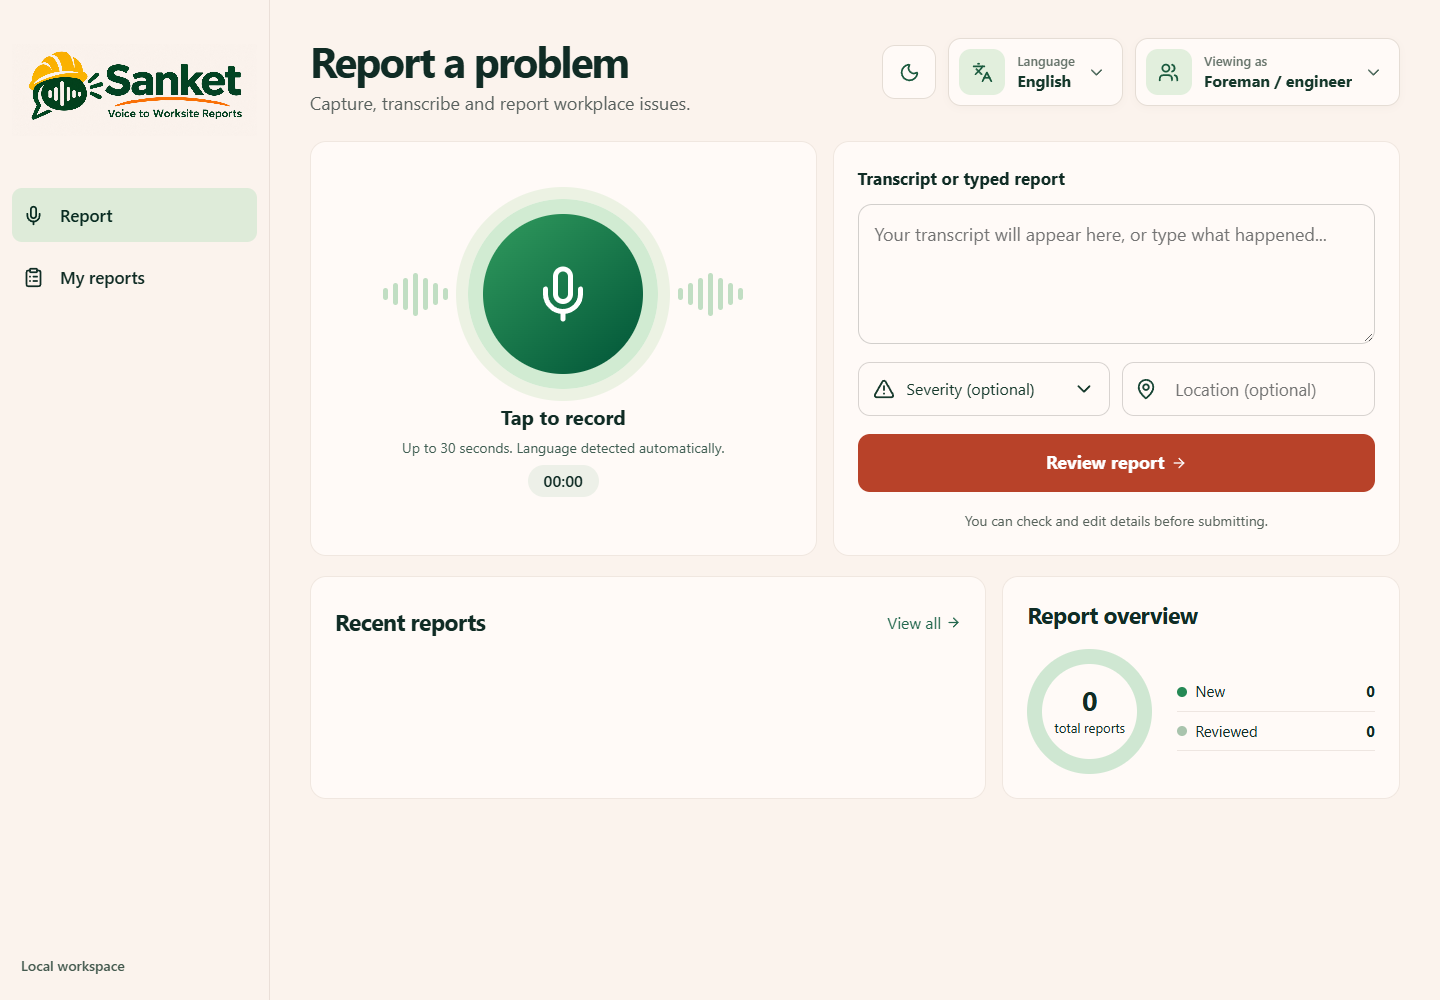 Sanket
Voice to Worksite Reports
Report
My reports
Local workspace
Report a problem
Capture, transcribe and report workplace issues.
Language
English
Viewing as
Foreman / engineer
Tap to record
Up to 30 seconds. Language detected automatically.
00:00
Transcript or typed report
Your transcript will appear here, or type what happened...
Severity (optional)
Location (optional)
Review report →
You can check and edit details before submitting.
Recent reports
View all →
Report overview
0
total reports
New 0
Reviewed 0